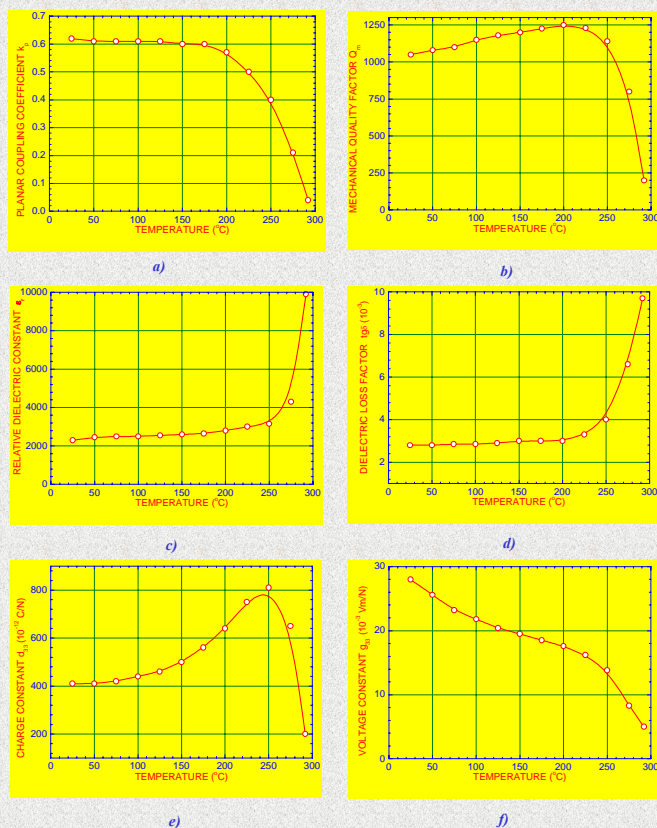 PLANAR COUPLING COEFFICIENT kp
0.7
0.6
0.5
0.4
0.3
0.2
0.1
0.0
0 50 100 150 200 250 300
TEMPERATURE (°C)
a)
MECHANICAL QUALITY FACTOR Qm
1250
1000
750
500
250
0
0 50 100 150 200 250 300
TEMPERATURE (°C)
b)
RELATIVE DIELECTRIC CONSTANT
10000
8000
6000
4000
2000
0
0 50 100 150 200 250 300
TEMPERATURE (°C)
c)
DIELECTRIC LOSS FACTOR tgδ (10⁻³)
10
8
6
4
2
0 50 100 150 200 250 300
TEMPERATURE (°C)
d)
CHARGE CONSTANT d33 (10⁻¹² C/N)
800
600
400
200
0 50 100 150 200 250 300
TEMPERATURE (°C)
e)
VOLTAGE CONSTANT g33 (10⁻³ Vm/N)
30
20
10
0
0 50 100 150 200 250 300
TEMPERATURE (°C)
f)